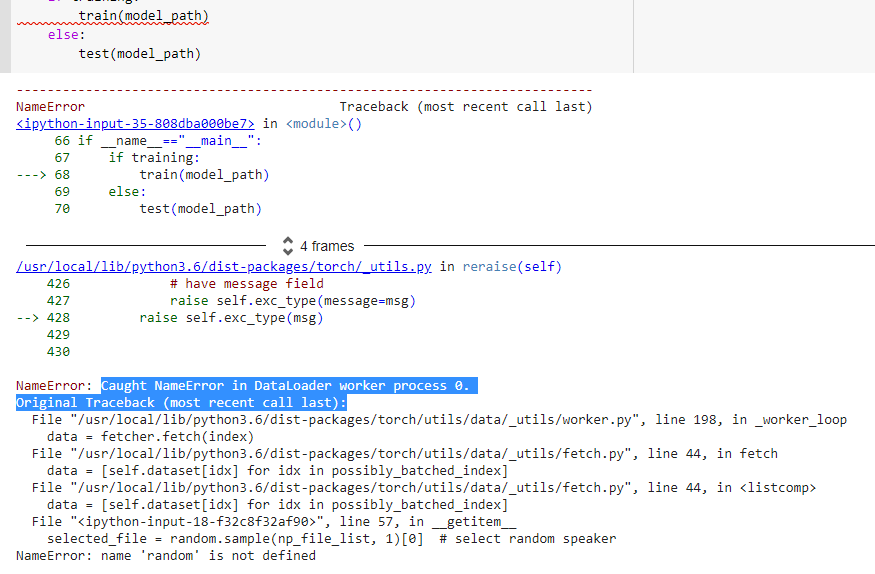 if training:
train(model_path)
else:
test(model_path)
---------------------------------------------------------------------------
NameError                                 Traceback (most recent call last)
<ipython-input-35-808dba000be7> in <module>()
     66 if __name__=="__main__":
     67     if training:
---> 68         train(model_path)
     69     else:
     70         test(model_path)
4 frames
/usr/local/lib/python3.6/dist-packages/torch/_utils.py in reraise(self)
    426             # have message field
    427             raise self.exc_type(message=msg)
--> 428         raise self.exc_type(msg)
    429
    430
NameError: Caught NameError in DataLoader worker process 0.
Original Traceback (most recent call last):
  File "/usr/local/lib/python3.6/dist-packages/torch/utils/data/_utils/worker.py", line 198, in _worker_loop
    data = fetcher.fetch(index)
  File "/usr/local/lib/python3.6/dist-packages/torch/utils/data/_utils/fetch.py", line 44, in fetch
    data = [self.dataset[idx] for idx in possibly_batched_index]
  File "/usr/local/lib/python3.6/dist-packages/torch/utils/data/_utils/fetch.py", line 44, in <listcomp>
    data = [self.dataset[idx] for idx in possibly_batched_index]
  File "<ipython-input-18-f32c8f32af90>", line 57, in __getitem__
    selected_file = random.sample(np_file_list, 1)[0]  # select random speaker
NameError: name 'random' is not defined